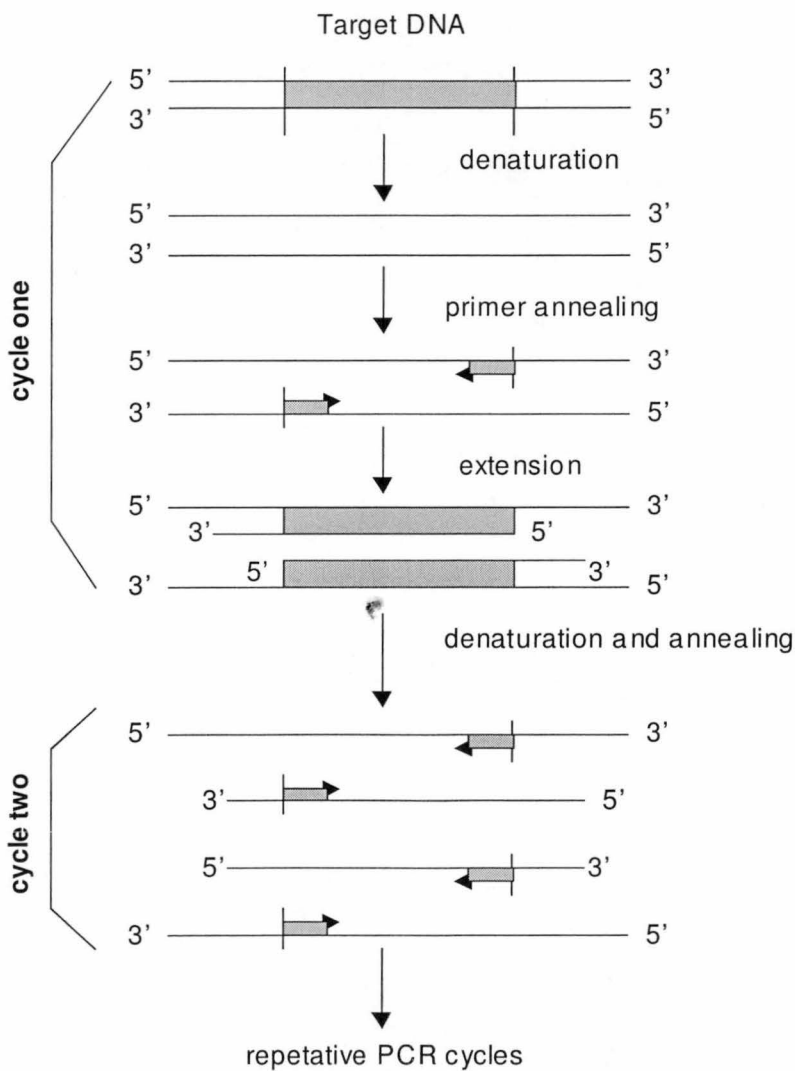 Target DNA
5’ 3’
3’ 5’
denaturation
5’ 3’
3’ 5’
cycle one
primer annealing
5’ 3’
3’ 5’
extension
5’ 3’
3’ 5’
5’ 3’
3’ 5’
denaturation and annealing
5’ 3’
cycle two
3’ 5’
5’ 3’
3’ 5’
repetative PCR cycles